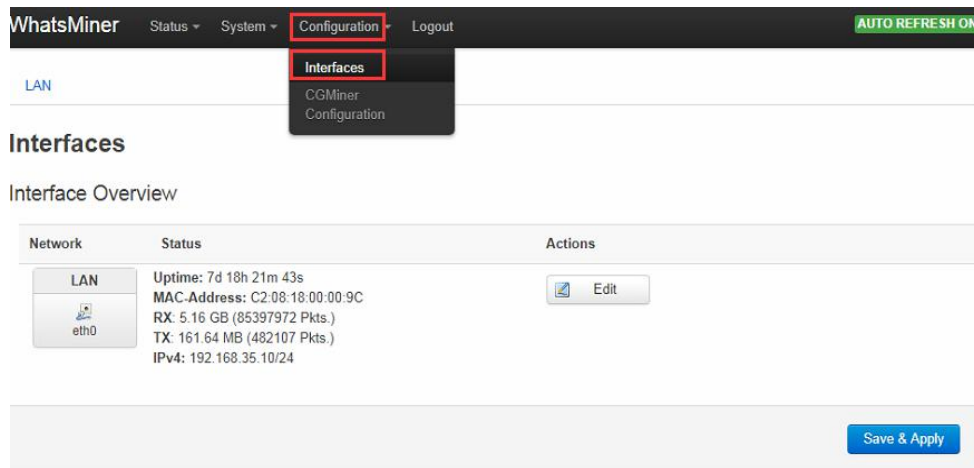 WhatsMiner Status System Configuration Logout AUTO REFRESH ON
Interfaces
CGMiner
Configuration
LAN
Interfaces
Interface Overview
Network Status Actions
LAN
eth0
Uptime: 7d 18h 21m 43s
MAC-Address: C2:08:18:00:00:9C
RX: 5.16 GB (85397972 Pkts.)
TX: 161.64 MB (482107 Pkts.)
IPv4: 192.168.35.10/24
Edit
Save & Apply